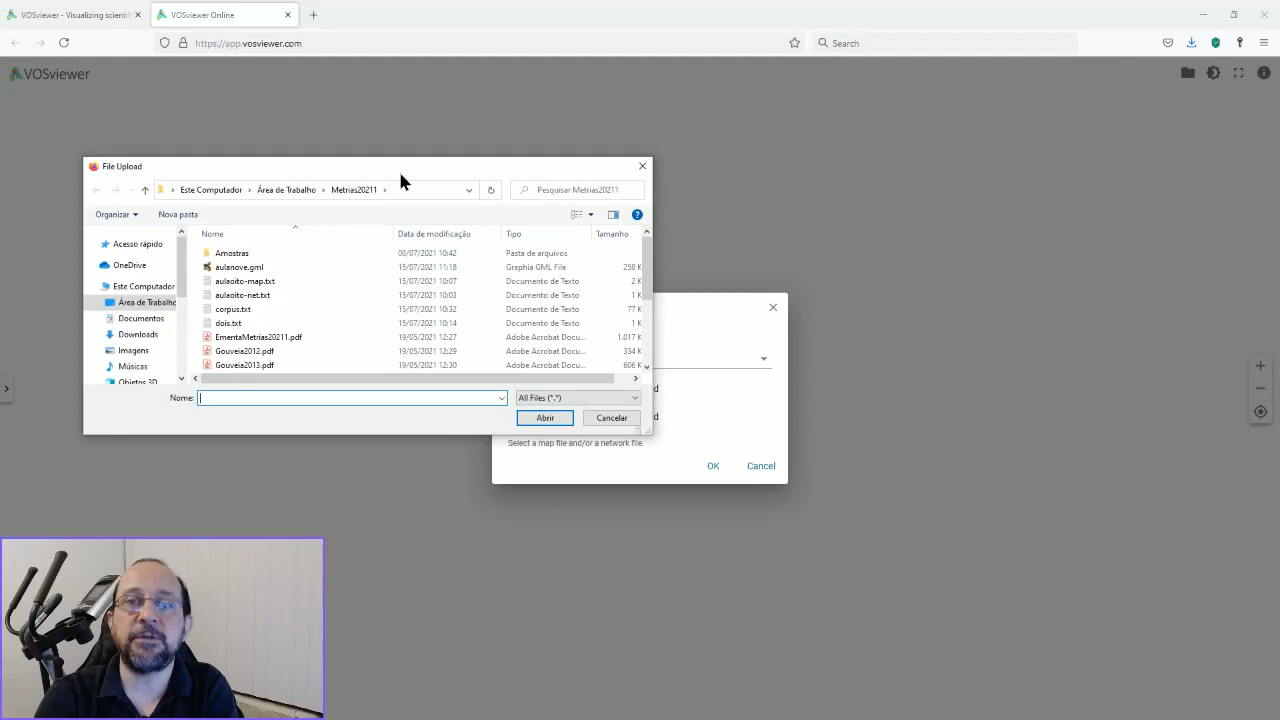 VOSviewer - Visualizing scientif
VOSviewer Online
https://app.vosviewer.com
Search
VOSviewer
File Upload
Este Computador
Área de Trabalho
Metrias20211
Pesquisar Metrias20211
Organizar
Nova pasta
Nome
Data de modificação
Tipo
Tamanho
Acesso rápido
OneDrive
Este Computador
Área de Trabalho
Documentos
Downloads
Imagens
Músicas
Objetos 3D
Amostras 08/07/2021 10:42 Pasta de arquivos
aulanove.gml 15/07/2021 11:18 Graphia GML File 258 K
aulaoito-map.txt 15/07/2021 10:07 Documento de Texto 2 K
aulaoito-net.txt 15/07/2021 10:03 Documento de Texto 1 K
corpus.txt 15/07/2021 10:32 Documento de Texto 77 K
dois.txt 15/07/2021 10:14 Documento de Texto 1 K
EmentaMetrias20211.pdf 19/05/2021 12:27 Adobe Acrobat Docu... 1.017 K
Gouveia2012.pdf 19/05/2021 12:29 Adobe Acrobat Docu... 334 K
Gouveia2013.pdf 19/05/2021 12:30 Adobe Acrobat Docu... 606 K
Nome:
All Files (*.*)
Abrir
Cancelar
d
d
Select a map file and/or a network file.
OK
Cancel